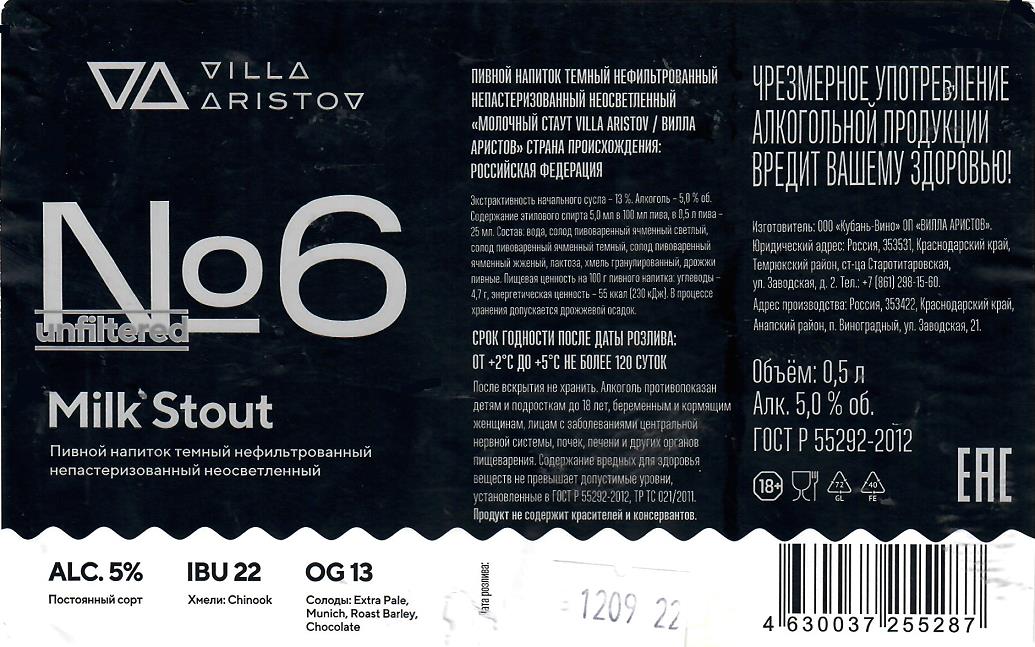 VILLA
ARISTOV
№6
unfiltered
Milk Stout
Пивной напиток темный нефильтрованный
непастеризованный неосветленный
ALC. 5%
Постоянный сорт
IBU 22
Хмели: Chinook
OG 13
Солоды: Extra Pale,
Munich, Roast Barley,
Chocolate
ПИВНОЙ НАПИТОК ТЕМНЫЙ НЕФИЛЬТРОВАННЫЙ
НЕПАСТЕРИЗОВАННЫЙ НЕОСВЕТЛЕННЫЙ
«МОЛОЧНЫЙ СТАУТ VILLA ARISTOV / ВИЛЛА
АРИСТОВ» СТРАНА ПРОИСХОЖДЕНИЯ:
РОССИЙСКАЯ ФЕДЕРАЦИЯ
Экстрактивность начального сусла – 13 %. Алкоголь – 5,0 % об.
Содержание этилового спирта 5,0 мл в 100 мл пива, в 0,5 л пива –
25 мл. Состав: вода, солод пивоваренный ячменный светлый,
солод пивоваренный ячменный темный, солод пивоваренный
ячменный жженый, лактоза, хмель гранулированный, дрожжи
пивные. Пищевая ценность на 100 г пивного напитка: углеводы –
4,7 г, энергетическая ценность – 55 ккал (230 кДж). В процессе
хранения допускается дрожжевой осадок.
СРОК ГОДНОСТИ ПОСЛЕ ДАТЫ РОЗЛИВА:
ОТ +2°С ДО +5°С НЕ БОЛЕЕ 120 СУТОК
После вскрытия не хранить. Алкоголь противопоказан
детям и подросткам до 18 лет, беременным и кормящим
женщинам, лицам с заболеваниями центральной
нервной системы, почек, печени и других органов
пищеварения. Содержание вредных для здоровья
веществ не превышает допустимые уровни,
установленные в ГОСТ Р 55292-2012, ТР ТС 021/2011.
Продукт не содержит красителей и консервантов.
розлива:
1209 22
ЧРЕЗМЕРНОЕ УПОТРЕБЛЕНИЕ
АЛКОГОЛЬНОЙ ПРОДУКЦИИ
ВРЕДИТ ВАШЕМУ ЗДОРОВЬЮ!
Изготовитель: ООО «Кубань-Вино» ОП «ВИЛЛА АРИСТОВ».
Юридический адрес: Россия, 353531, Краснодарский край,
Темрюкский район, ст-ца Старотитаровская,
ул. Заводская, д. 2. Тел.: +7 (861) 298-15-60.
Адрес производства: Россия, 353422, Краснодарский край,
Анапский район, п. Виноградный, ул. Заводская, 21.
Объём: 0,5 л
Алк. 5,0 % об.
ГОСТ Р 55292-2012
18+
72
GL
40
FE
EAC
4 630037 255287